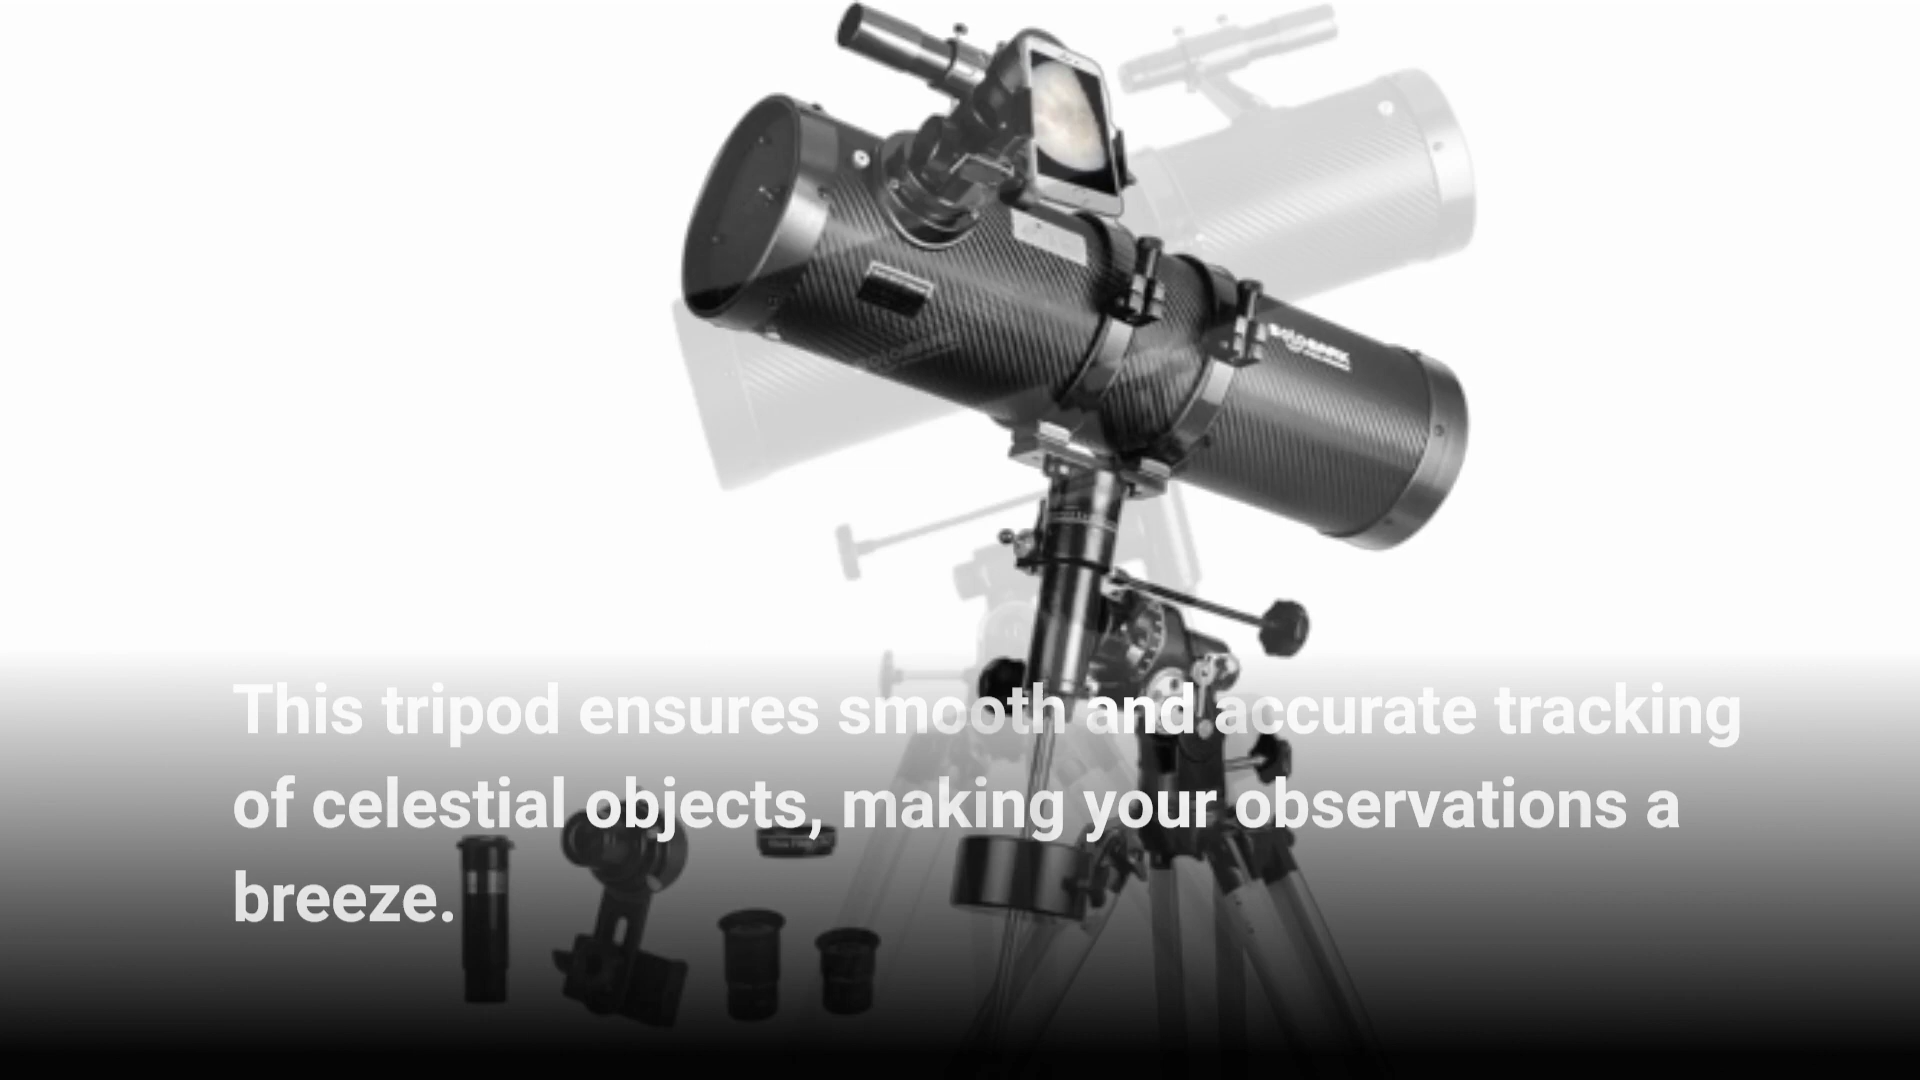 This tripod ensures smooth and accurate tracking
of celestial objects, making your observations a
breeze.